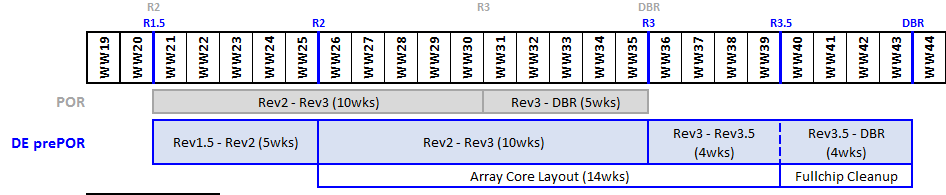 R2 R3 DBR
R1.5 R2 R3 R3.5 DBR
WW19 WW20 WW21 WW22 WW23 WW24 WW25 WW26 WW27 WW28 WW29 WW30 WW31 WW32 WW33 WW34 WW35 WW36 WW37 WW38 WW39 WW40 WW41 WW42 WW43 WW44
POR Rev2 - Rev3 (10wks) Rev3 - DBR (5wks)
DE prePOR Rev1.5 - Rev2 (5wks) Rev2 - Rev3 (10wks) Rev3 - Rev3.5 (4wks) Rev3.5 - DBR (4wks)
Array Core Layout (14wks) Fullchip Cleanup